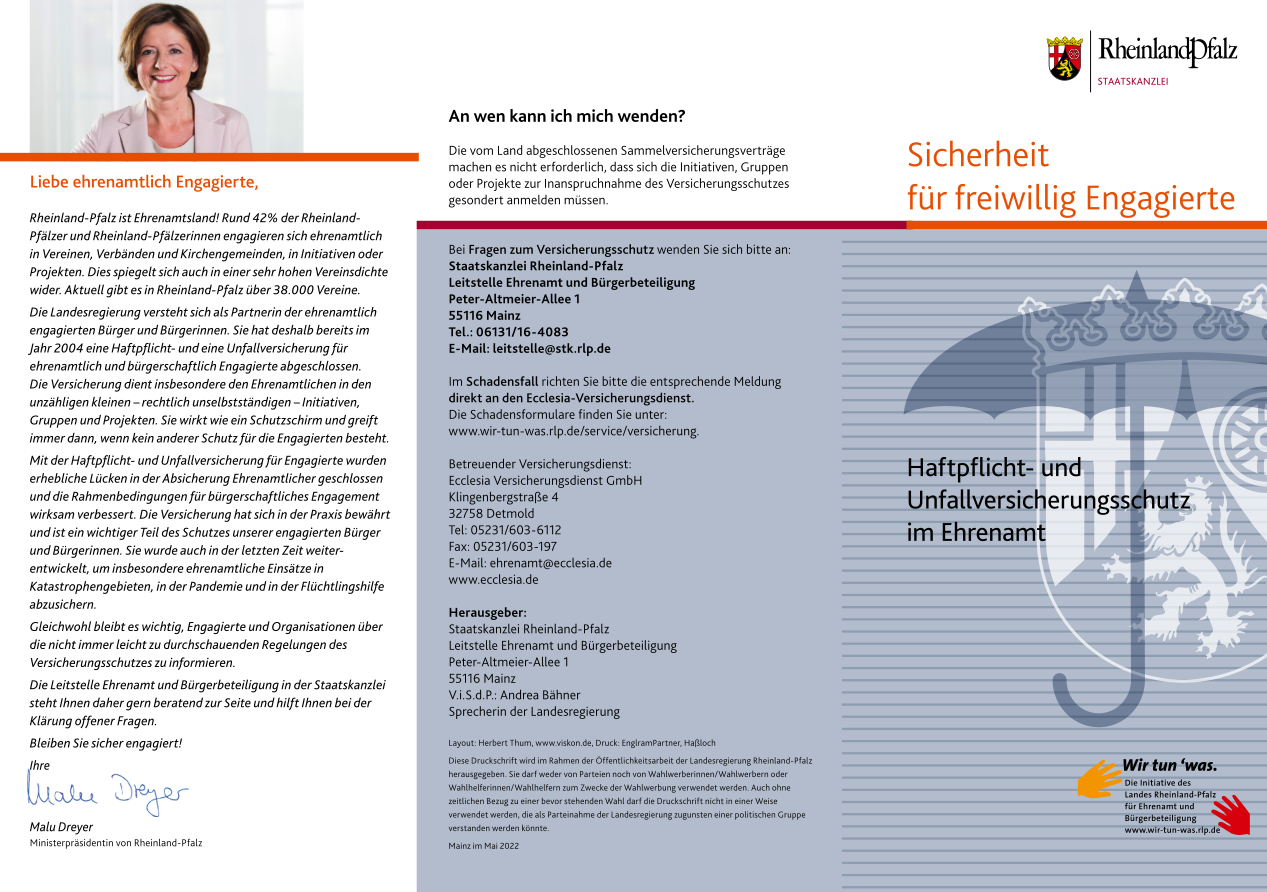 Liebe ehrenamtlich Engagierte,
Rheinland-Pfalz ist Ehrenamtsland! Rund 42% der Rheinland-
Pfälzer und Rheinland-Pfälzerinnen engagieren sich ehrenamtlich
in Vereinen, Verbänden und Kirchengemeinden, in Initiativen oder
Projekten. Dies spiegelt sich auch in einer sehr hohen Vereinsdichte
wider. Aktuell gibt es in Rheinland-Pfalz über 38.000 Vereine.
Die Landesregierung versteht sich als Partnerin der ehrenamtlich
engagierten Bürger und Bürgerinnen. Sie hat deshalb bereits im
Jahr 2004 eine Haftpflicht- und eine Unfallversicherung für
ehrenamtlich und bürgerschaftlich Engagierte abgeschlossen.
Die Versicherung dient insbesondere den Ehrenamtlichen in den
unzähligen kleinen – rechtlich unselbstständigen – Initiativen,
Gruppen und Projekten. Sie wirkt wie ein Schutzschirm und greift
immer dann, wenn kein anderer Schutz für die Engagierten besteht.
Mit der Haftpflicht- und Unfallversicherung für Engagierte wurden
erhebliche Lücken in der Absicherung Ehrenamtlicher geschlossen
und die Rahmenbedingungen für bürgerschaftliches Engagement
wirksam verbessert. Die Versicherung hat sich in der Praxis bewährt
und ist ein wichtiger Teil des Schutzes unserer engagierten Bürger
und Bürgerinnen. Sie wurde auch in der letzten Zeit weiter-
entwickelt, um insbesondere ehrenamtliche Einsätze in
Katastrophengebieten, in der Pandemie und in der Flüchtlingshilfe
abzusichern.
Gleichwohl bleibt es wichtig, Engagierte und Organisationen über
die nicht immer leicht zu durchschauenden Regelungen des
Versicherungsschutzes zu informieren.
Die Leitstelle Ehrenamt und Bürgerbeteiligung in der Staatskanzlei
steht Ihnen daher gern beratend zur Seite und hilft Ihnen bei der
Klärung offener Fragen.
Bleiben Sie sicher engagiert!
Ihre
Malu Dreyer
Malu Dreyer
Ministerpräsidentin von Rheinland-Pfalz
An wen kann ich mich wenden?
Die vom Land abgeschlossenen Sammelversicherungsverträge
machen es nicht erforderlich, dass sich die Initiativen, Gruppen
oder Projekte zur Inanspruchnahme des Versicherungsschutzes
gesondert anmelden müssen.
Bei Fragen zum Versicherungsschutz wenden Sie sich bitte an:
Staatskanzlei Rheinland-Pfalz
Leitstelle Ehrenamt und Bürgerbeteiligung
Peter-Altmeier-Allee 1
55116 Mainz
Tel.: 06131/16-4083
E-Mail: leitstelle@stk.rlp.de
Im Schadensfall richten Sie bitte die entsprechende Meldung
direkt an den Ecclesia-Versicherungsdienst.
Die Schadensformulare finden Sie unter:
www.wir-tun-was.rlp.de/service/versicherung.
Betreuender Versicherungsdienst:
Ecclesia Versicherungsdienst GmbH
Klingenbergstraße 4
32758 Detmold
Tel: 05231/603-6112
Fax: 05231/603-197
E-Mail: ehrenamt@ecclesia.de
www.ecclesia.de
Herausgeber:
Staatskanzlei Rheinland-Pfalz
Leitstelle Ehrenamt und Bürgerbeteiligung
Peter-Altmeier-Allee 1
55116 Mainz
V.i.S.d.P.: Andrea Bähner
Sprecherin der Landesregierung
Layout: Herbert Thum, www.viskon.de, Druck: EnglramPartner, Haßloch
Diese Druckschrift wird im Rahmen der Öffentlichkeitsarbeit der Landesregierung Rheinland-Pfalz
herausgegeben. Sie darf weder von Parteien noch von Wahlwerberinnen/Wahlwerbern oder
Wahlhelferinnen/Wahlhelfern zum Zwecke der Wahlwerbung verwendet werden. Auch ohne
zeitlichen Bezug zu einer bevor stehenden Wahl darf die Druckschrift nicht in einer Weise
verwendet werden, die als Parteinahme der Landesregierung zugunsten einer politischen Gruppe
verstanden werden könnte.
Mainz im Mai 2022
RheinlandPfalz
STAATSKANZLEI
Sicherheit
für freiwillig Engagierte
Haftpflicht- und
Unfallversicherungsschutz
im Ehrenamt
Wir tun ‘was.
Die Initiative des
Landes Rheinland-Pfalz
für Ehrenamt und
Bürgerbeteiligung
www.wir-tun-was.rlp.de